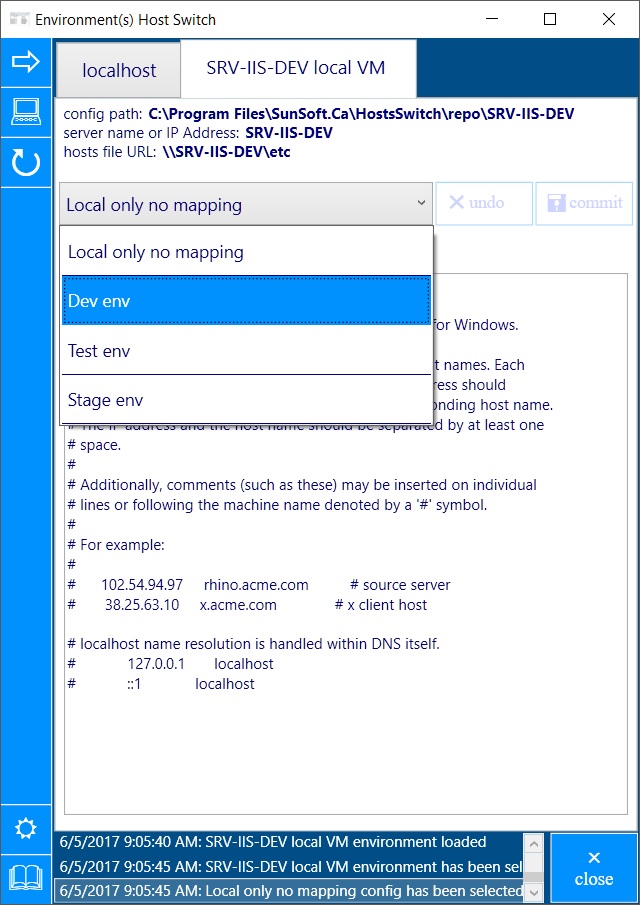 Environment(s) Host Switch
localhost
SRV-IIS-DEV local VM
config path: C:\Program Files\SunSoft.Ca\HostsSwitch\repo\SRV-IIS-DEV
server name or IP Address: SRV-IIS-DEV
hosts file URL: \\SRV-IIS-DEV\etc
Local only no mapping
undo
commit
Local only no mapping
Dev env
for Windows.
Test env
t names. Each
ress should
Stage env
onding host name.
# The IP address and the host name should be separated by at least one
# space.
#
# Additionally, comments (such as these) may be inserted on individual
# lines or following the machine name denoted by a '#' symbol.
#
# For example:
#
# 102.54.94.97 rhino.acme.com # source server
# 38.25.63.10 x.acme.com # x client host
# localhost name resolution is handled within DNS itself.
# 127.0.0.1 localhost
# ::1 localhost
6/5/2017 9:05:40 AM: SRV-IIS-DEV local VM environment loaded
6/5/2017 9:05:45 AM: SRV-IIS-DEV local VM environment has been sel
6/5/2017 9:05:45 AM: Local only no mapping config has been selected
close